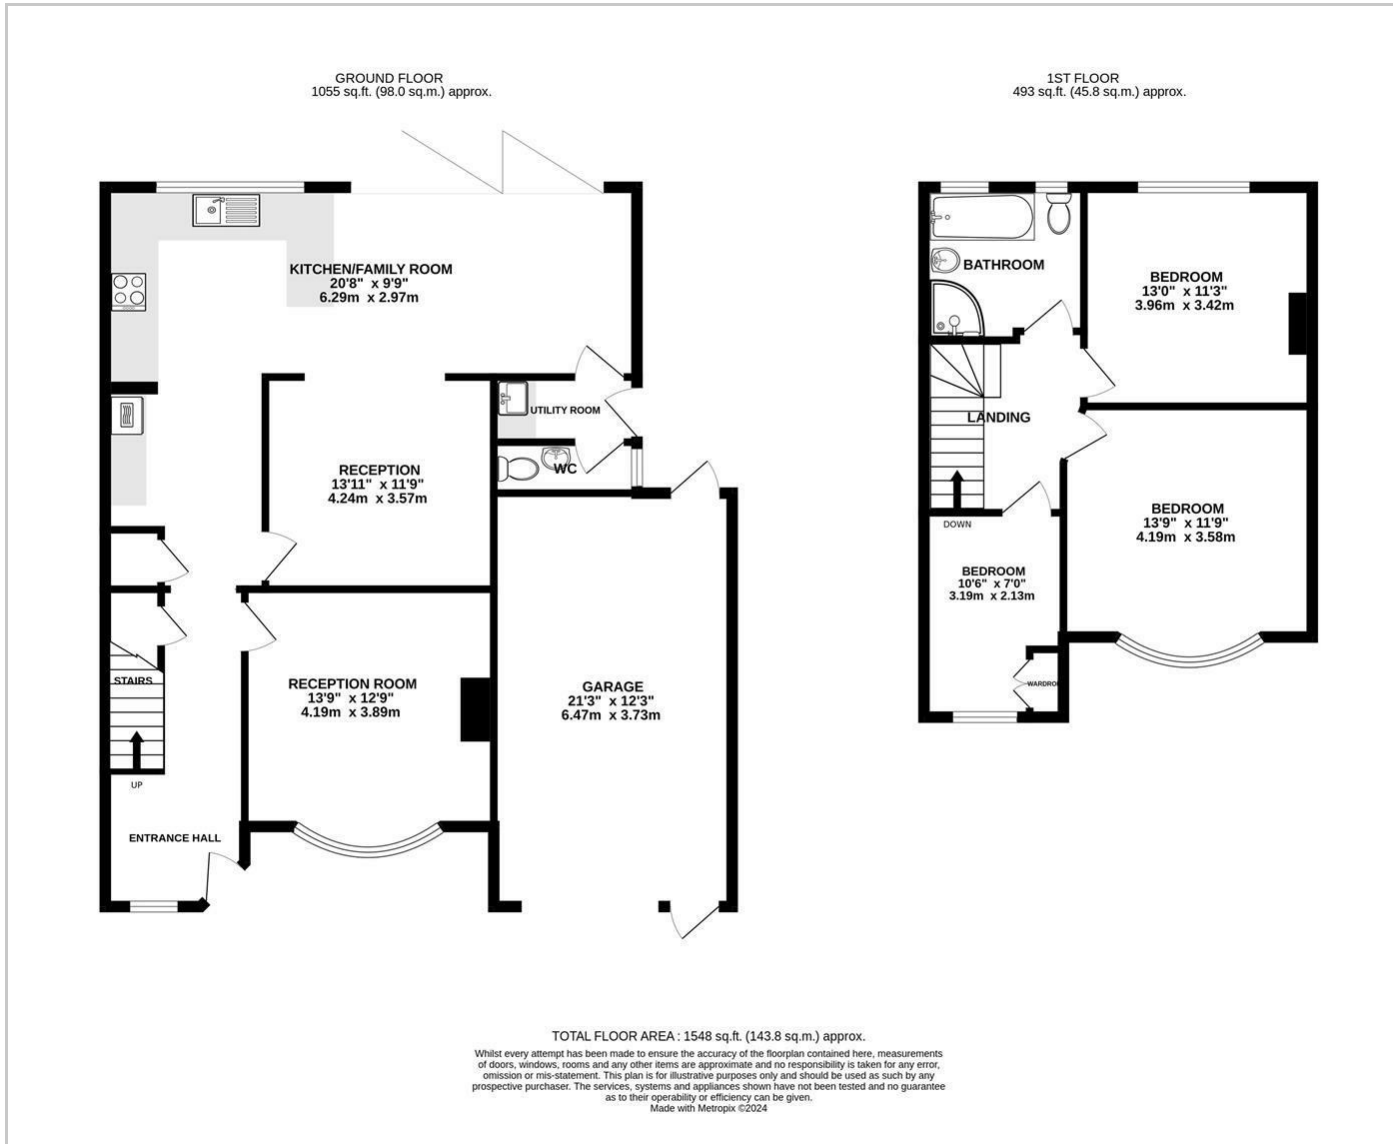 GROUND FLOOR
1055 sq.ft. (98.0 sq.m.) approx.
1ST FLOOR
493 sq.ft. (45.8 sq.m.) approx.
KITCHEN/FAMILY ROOM
20'8" x 9'9"
6.29m x 2.97m
UTILITY ROOM
WC
RECEPTION
13'11" x 11'9"
4.24m x 3.57m
STAIRS
UP
RECEPTION ROOM
13'9" x 12'9"
4.19m x 3.89m
GARAGE
21'3" x 12'3"
6.47m x 3.73m
ENTRANCE HALL
BATHROOM
BEDROOM
13'0" x 11'3"
3.96m x 3.42m
LANDING
DOWN
BEDROOM
13'9" x 11'9"
4.19m x 3.58m
BEDROOM
10'6" x 7'0"
3.19m x 2.13m
WARDRO
TOTAL FLOOR AREA : 1548 sq.ft. (143.8 sq.m.) approx.
Whilst every attempt has been made to ensure the accuracy of the floorplan contained here, measurements
of doors, windows, rooms and any other items are approximate and no responsibility is taken for any error,
omission or mis-statement. This plan is for illustrative purposes only and should be used as such by any
prospective purchaser. The services, systems and appliances shown have not been tested and no guarantee
as to their operability or efficiency can be given.
Made with Metropix ©2024